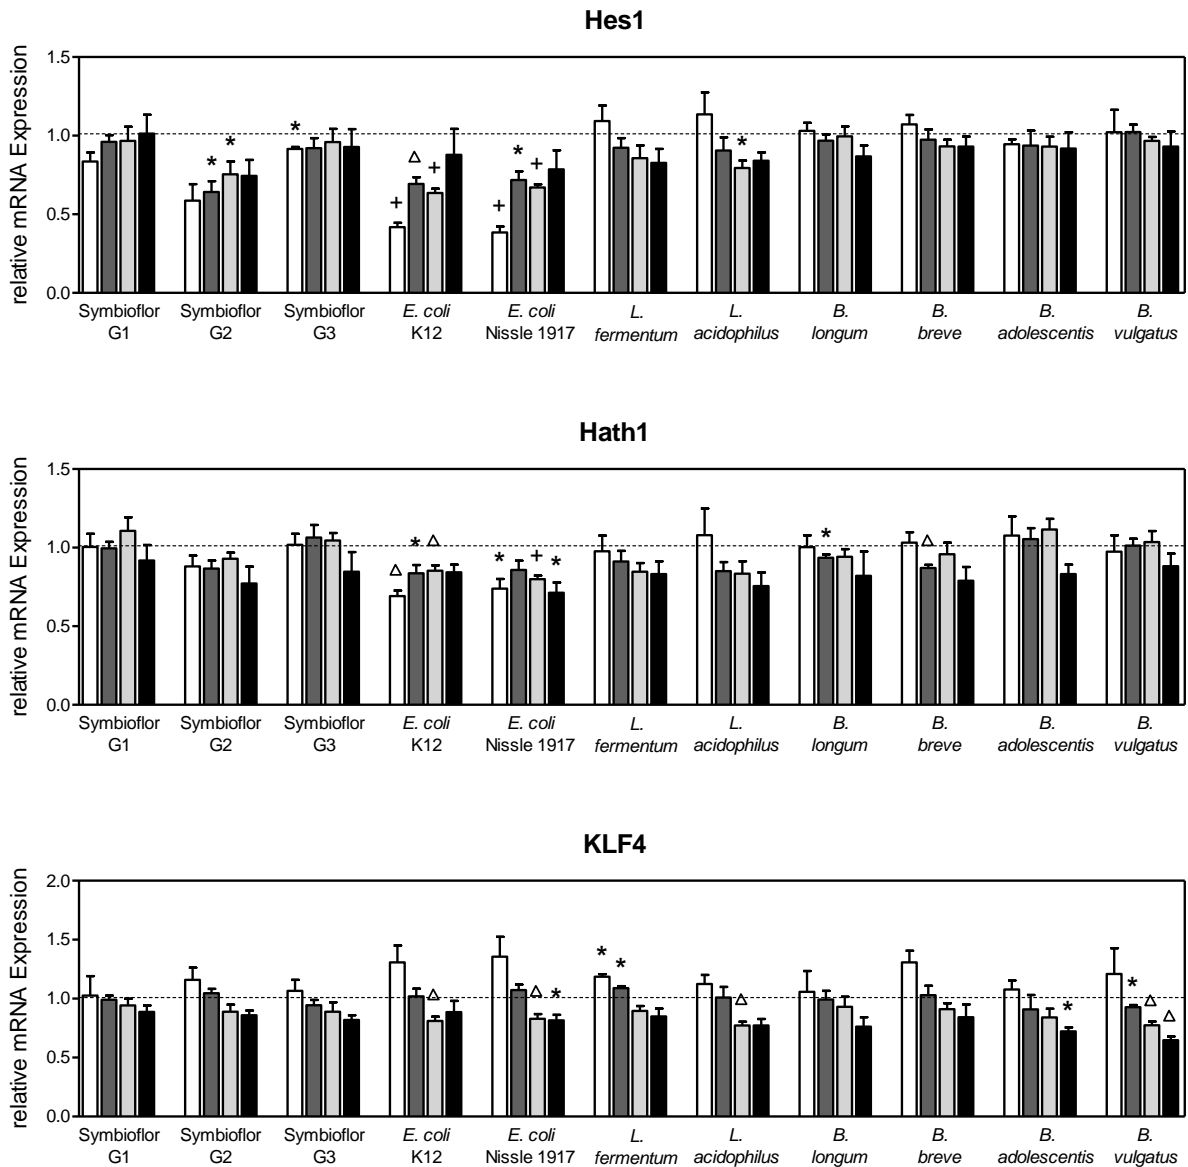 Hes1
relative mRNA Expression
1.5
1.0
0.5
0.0
* * * + Δ + + * + *
Symbioflor Symbioflor Symbioflor E. coli E. coli L. L. B. B. B. B.
G1 G2 G3 K12 Nissle 1917 fermentum acidophilus longum breve adolescentis vulgatus
Hath1
relative mRNA Expression
1.5
1.0
0.5
0.0
Δ * Δ * + * * Δ
Symbioflor Symbioflor Symbioflor E. coli E. coli L. L. B. B. B. B.
G1 G2 G3 K12 Nissle 1917 fermentum acidophilus longum breve adolescentis vulgatus
KLF4
relative mRNA Expression
2.0
1.5
1.0
0.5
0.0
Δ Δ * * * Δ * * Δ Δ
Symbioflor Symbioflor Symbioflor E. coli E. coli L. L. B. B. B. B.
G1 G2 G3 K12 Nissle 1917 fermentum acidophilus longum breve adolescentis vulgatus